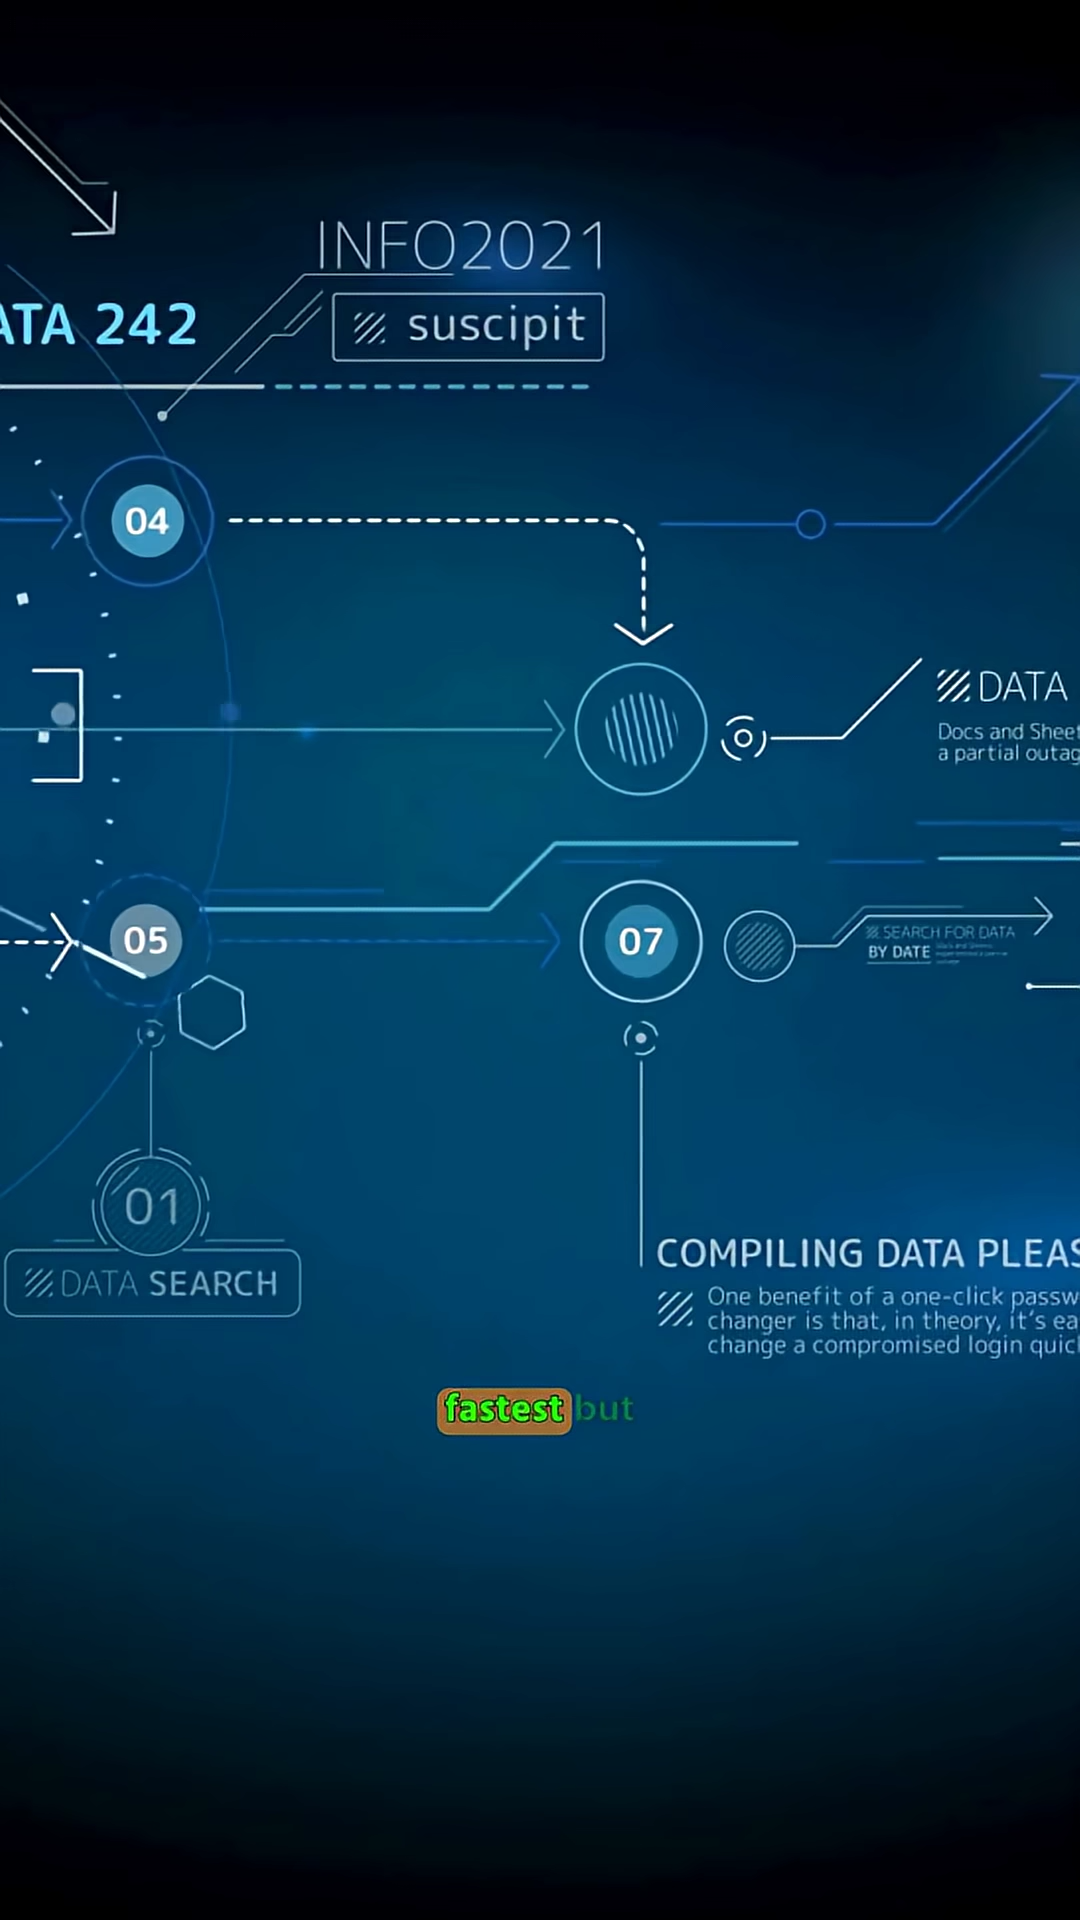 INFO2021
ATA 242
suscipit
04
DATA
Docs and Sheet
a partial outag
05
07
SEARCH FOR DATA
BY DATE
01
DATA SEARCH
COMPILING DATA PLEAS
One benefit of a one-click passw
changer is that, in theory, it's ea
change a compromised login quic
fastest but